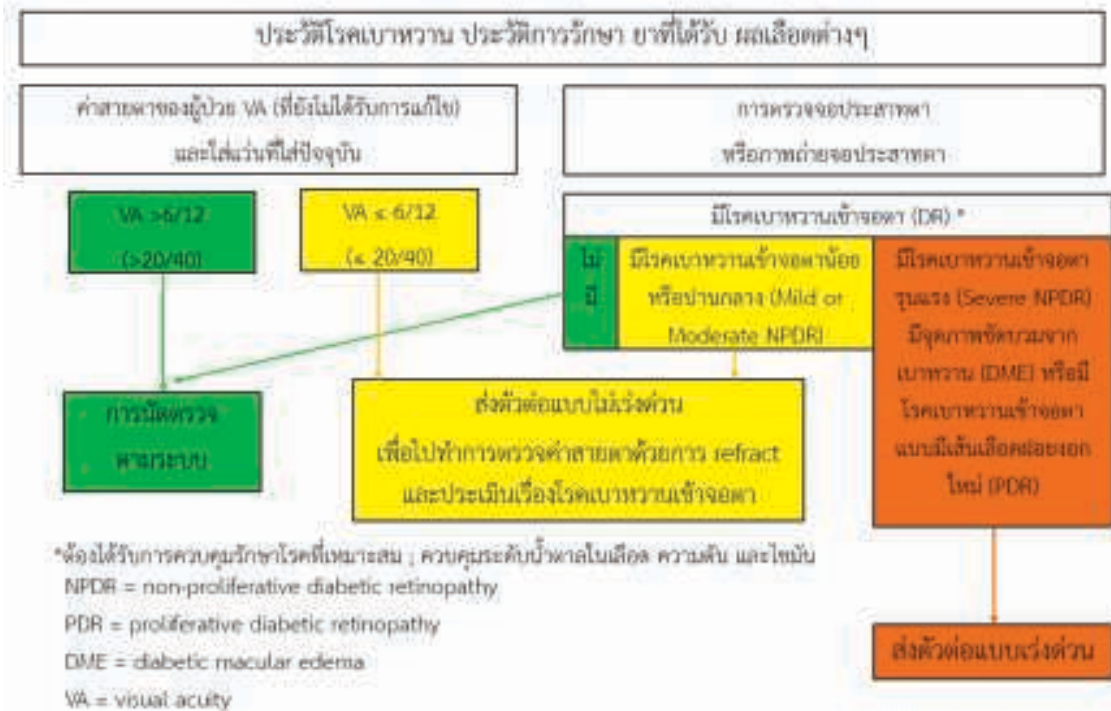 ประวัติโรคเบาหวาน ประวัติการรักษา ยาที่ได้รับ ผลเลือดต่างๆ
ค่าสายตาของผู้ป่วย VA (ที่ยังไม่ได้รับการแก้ไข)
และใส่แว่นที่ใส่ปัจจุบัน
การตรวจจอประสาทตา
หรือภาพถ่ายจอประสาทตา
VA >6/12
(>20/40)
VA ≤ 6/12
(≤ 20/40)
มีโรคเบาหวานเข้าจอตา (DR) *
ไม่
มี
มีโรคเบาหวานเข้าจอตาน้อย
หรือปานกลาง (Mild or
Moderate NPDR)
มีโรคเบาหวานเข้าจอตา
รุนแรง (Severe NPDR)
มีจุดภาพชัดบวมจาก
เบาหวาน (DME) หรือมี
โรคเบาหวานเข้าจอตา
แบบมีเส้นเลือดฝอยงอก
ใหม่ (PDR)
การนัดตรวจ
ตามระบบ
ส่งตัวต่อแบบไม่เร่งด่วน
เพื่อไปทำการตรวจค่าสายตาด้วยการ refract
และประเมินเรื่องโรคเบาหวานเข้าจอตา
ส่งตัวต่อแบบเร่งด่วน
*ต้องได้รับการควบคุมรักษาโรคที่เหมาะสม ; ควบคุมระดับน้ำตาลในเลือด ความดัน และไขมัน
NPDR = non-proliferative diabetic retinopathy
PDR = proliferative diabetic retinopathy
DME = diabetic macular edema
VA = visual acuity